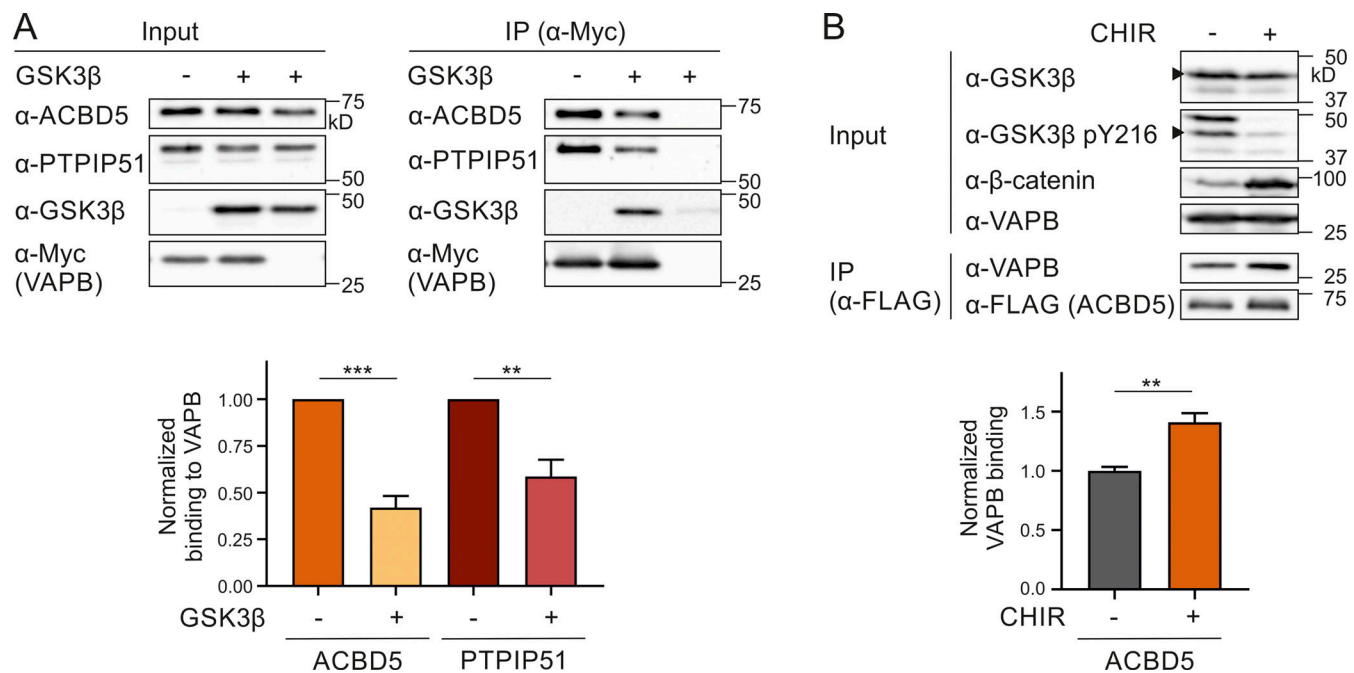 A
Input
IP (α-Myc)
GSK3β - + +
GSK3β - + +
α-ACBD5
75
kD
α-PTPIP51
50
α-GSK3β
50
α-Myc
(VAPB)
25
α-ACBD5
75
α-PTPIP51
50
α-GSK3β
50
α-Myc
(VAPB)
25
Normalized
binding to VAPB
1.00
0.75
0.50
0.25
0.00
***
**
GSK3β - + - +
ACBD5 PTPIP51
B
CHIR - +
Input
α-GSK3β
50
kD
37
α-GSK3β pY216
50
37
α-β-catenin
100
α-VAPB
25
IP
(α-FLAG)
α-VAPB
25
α-FLAG (ACBD5)
75
Normalized
VAPB binding
1.5
1.0
0.5
0.0
**
CHIR - +
ACBD5